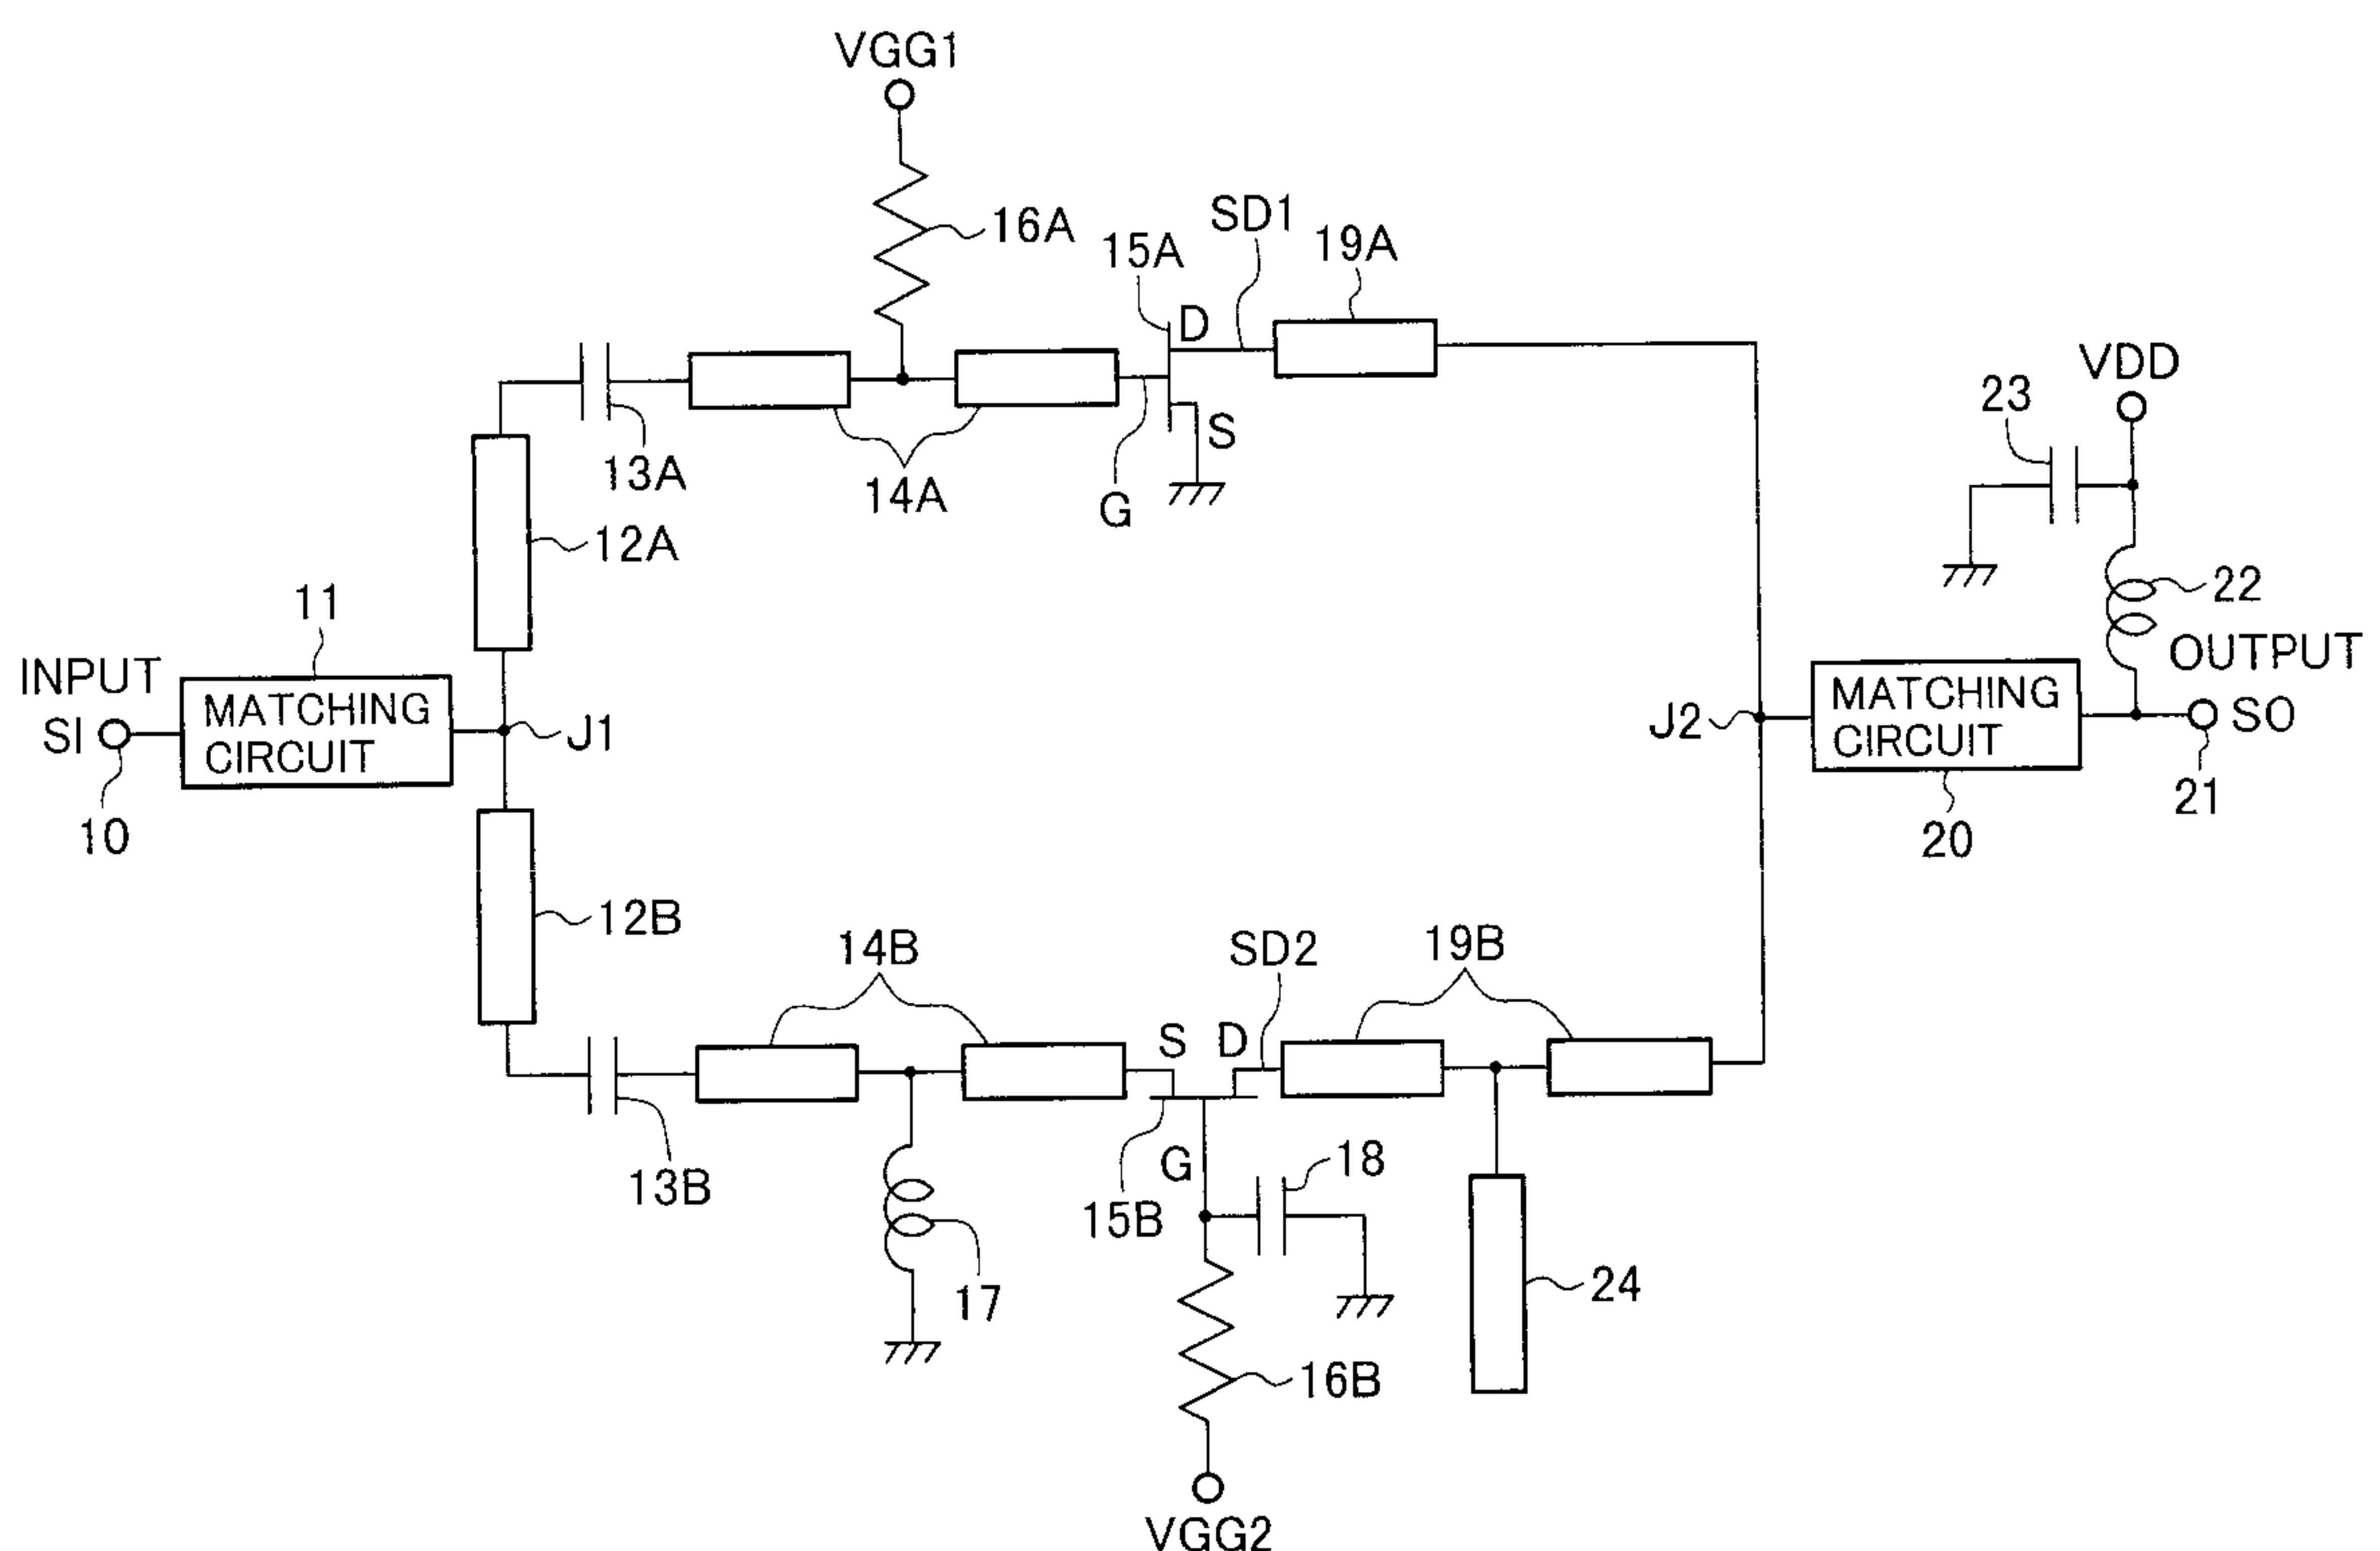 VGG1
16A
SD1
15A
19A
D
S
13A
14A
G
VDD
23
12A
22
11
INPUT
SI
MATCHING
CIRCUIT
J1
OUTPUT
J2
MATCHING
CIRCUIT
SO
10
20
21
12B
14B
SD2
19B
S
D
13B
G
18
15B
17
24
16B
VGG2